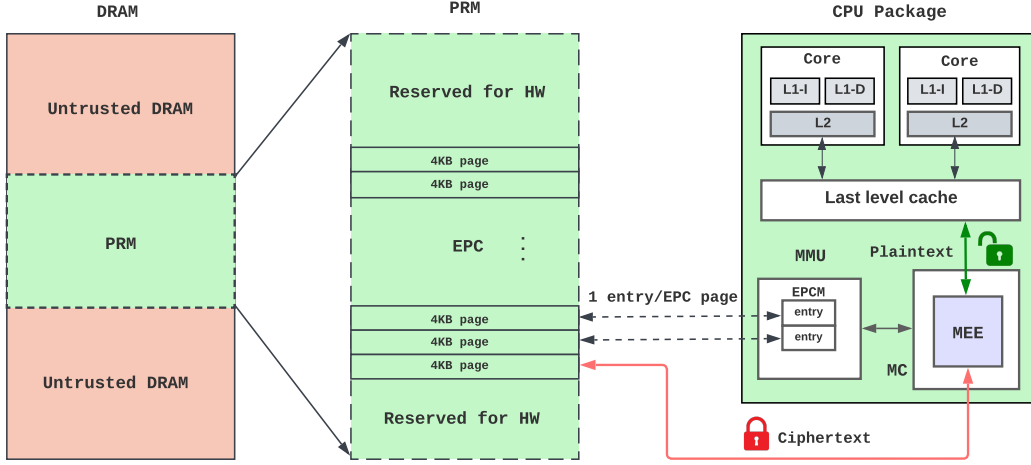 DRAM
Untrusted DRAM
PRM
Untrusted DRAM
PRM
Reserved for HW
4KB page
4KB page
EPC
4KB page
4KB page
4KB page
Reserved for HW
1 entry/EPC page
CPU Package
Core
L1-I
L1-D
L2
Core
L1-I
L1-D
L2
Last level cache
Plaintext
MMU
EPCM
entry
entry
MEE
MC
Ciphertext